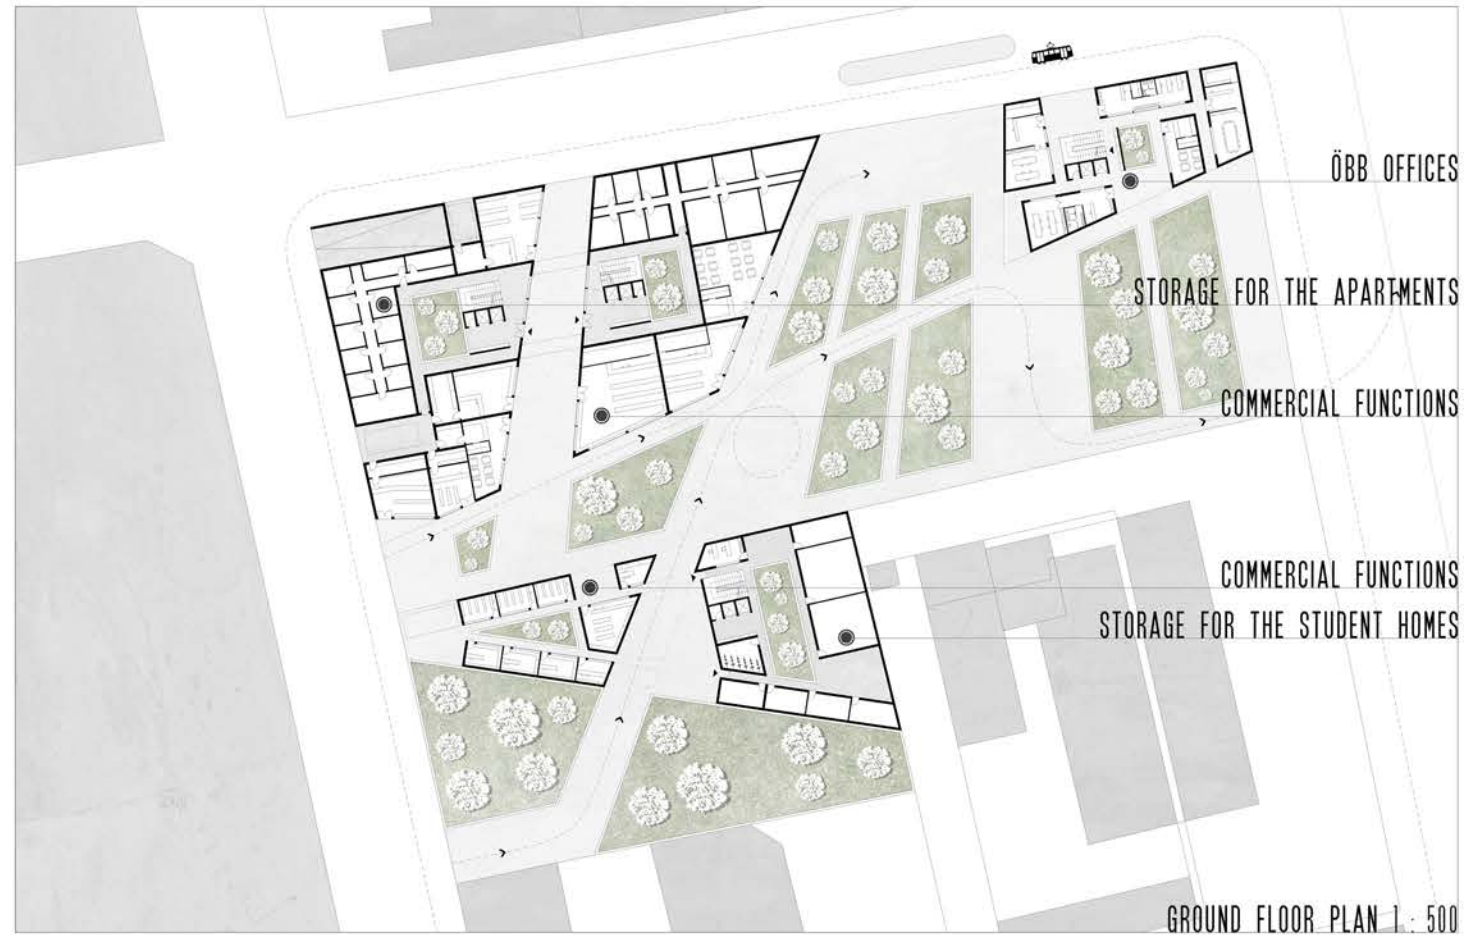 ÖBB OFFICES
STORAGE FOR THE APARTMENTS
COMMERCIAL FUNCTIONS
COMMERCIAL FUNCTIONS
STORAGE FOR THE STUDENT HOMES
GROUND FLOOR PLAN 1 : 500